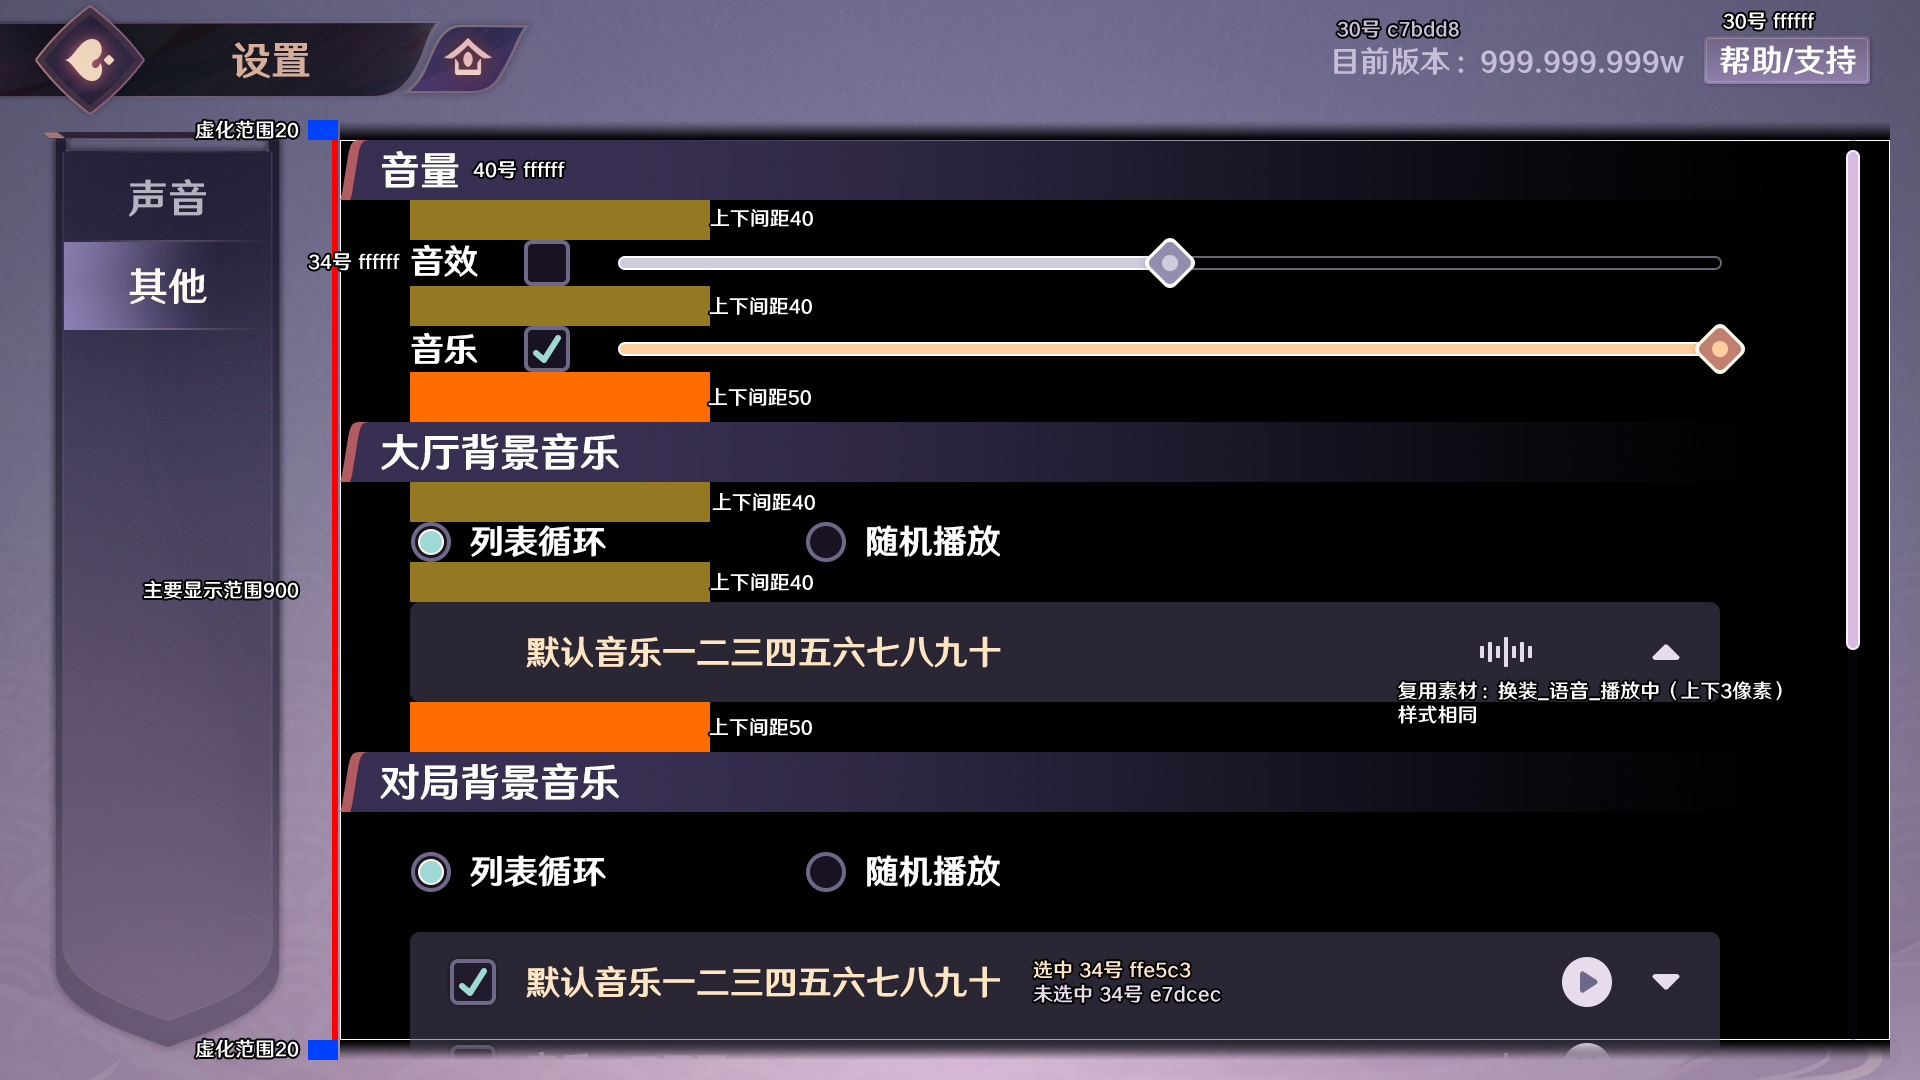 设置
30号 c7bdd8
目前版本：999.999.999w
30号 ffffff
帮助/支持
虚化范围20
声音
其他
主要显示范围900
虚化范围20
音量 40号 ffffff
上下间距40
34号 ffffff 音效
上下间距40
音乐
上下间距50
大厅背景音乐
上下间距40
列表循环 随机播放
上下间距40
默认音乐一二三四五六七八九十
复用素材：换装_语音_播放中（上下3像素）
样式相同
上下间距50
对局背景音乐
列表循环 随机播放
默认音乐一二三四五六七八九十
选中 34号 ffe5c3
未选中 34号 e7dcec